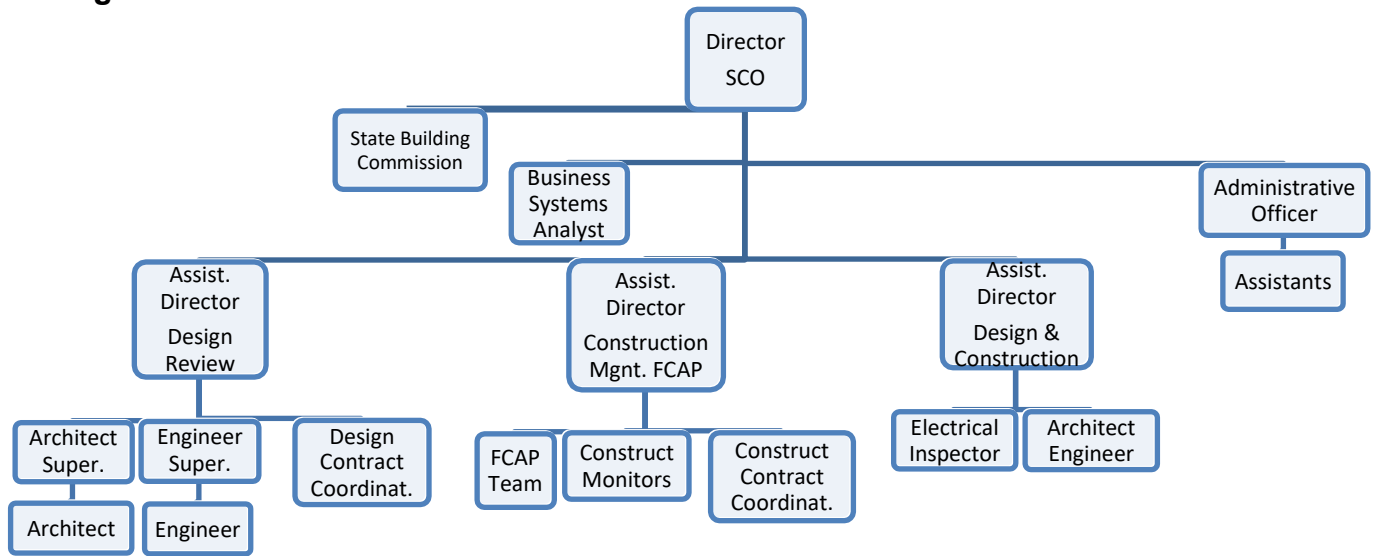 Director
SCO
State Building
Commission
Business
Systems
Analyst
Administrative
Officer
Assistants
Assist.
Director
Design
Review
Assist.
Director
Construction
Mgnt. FCAP
Assist.
Director
Design &
Construction
Architect
Super.
Engineer
Super.
Design
Contract
Coordinat.
FCAP
Team
Construct
Monitors
Construct
Contract
Coordinat.
Electrical
Inspector
Architect
Engineer
Architect
Engineer